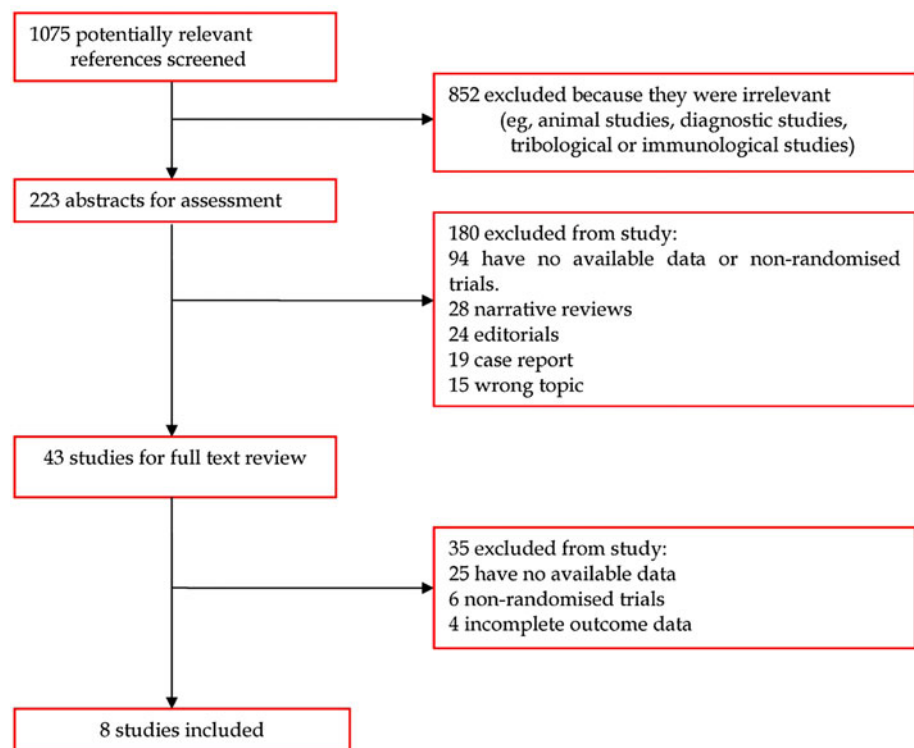 1075 potentially relevant
references screened
852 excluded because they were irrelevant
(eg, animal studies, diagnostic studies,
tribological or immunological studies)
223 abstracts for assessment
180 excluded from study:
94 have no available data or non-randomised
trials.
28 narrative reviews
24 editorials
19 case report
15 wrong topic
43 studies for full text review
35 excluded from study:
25 have no available data
6 non-randomised trials
4 incomplete outcome data
8 studies included